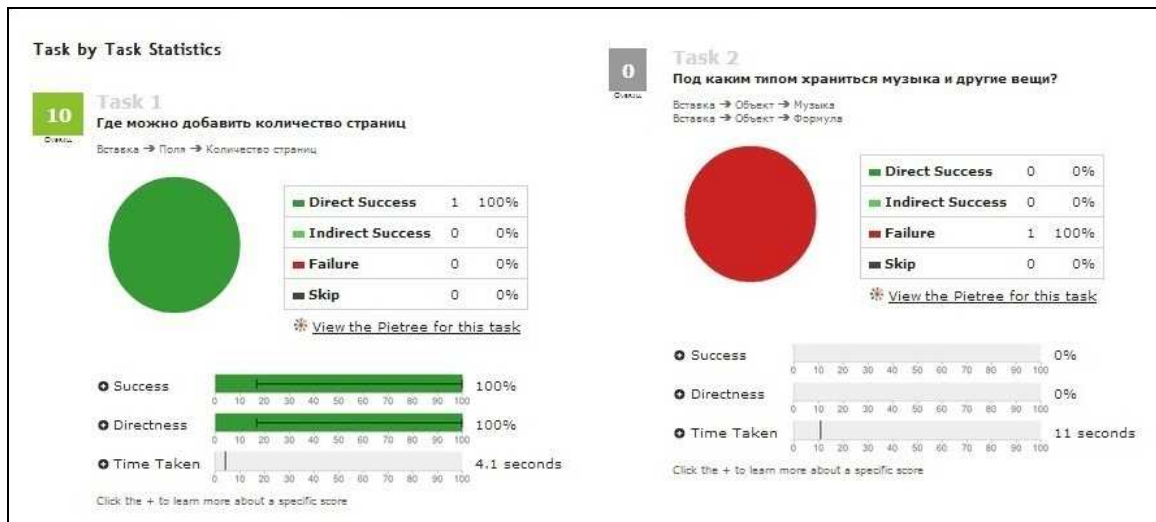 Task by Task Statistics
10
Overall
Task 1
Где можно добавить количество страниц
Вставка → Поля → Количество страниц
Direct Success 1 100%
Indirect Success 0 0%
Failure 0 0%
Skip 0 0%
View the Pietree for this task
Success 100%
0 10 20 30 40 50 60 70 80 90 100
Directness 100%
0 10 20 30 40 50 60 70 80 90 100
Time Taken 4.1 seconds
0 10 20 30 40 50 60 70 80 90 100
Click the + to learn more about a specific score
0
Overall
Task 2
Под каким типом храниться музыка и другие вещи?
Вставка → Объект → Музыка
Вставка → Объект → Формула
Direct Success 0 0%
Indirect Success 0 0%
Failure 1 100%
Skip 0 0%
View the Pietree for this task
Success 0%
0 10 20 30 40 50 60 70 80 90 100
Directness 0%
0 10 20 30 40 50 60 70 80 90 100
Time Taken 11 seconds
0 10 20 30 40 50 60 70 80 90 100
Click the + to learn more about a specific score